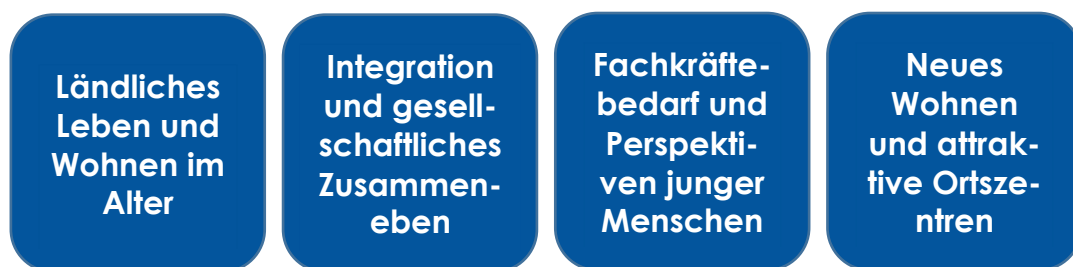 Ländliches
Leben und
Wohnen im
Alter
Integration
und gesell-
schaftliches
Zusammen-
eben
Fachkräfte-
bedarf und
Perspekti-
ven junger
Menschen
Neues
Wohnen
und attrak-
tive Ortsze-
ntren